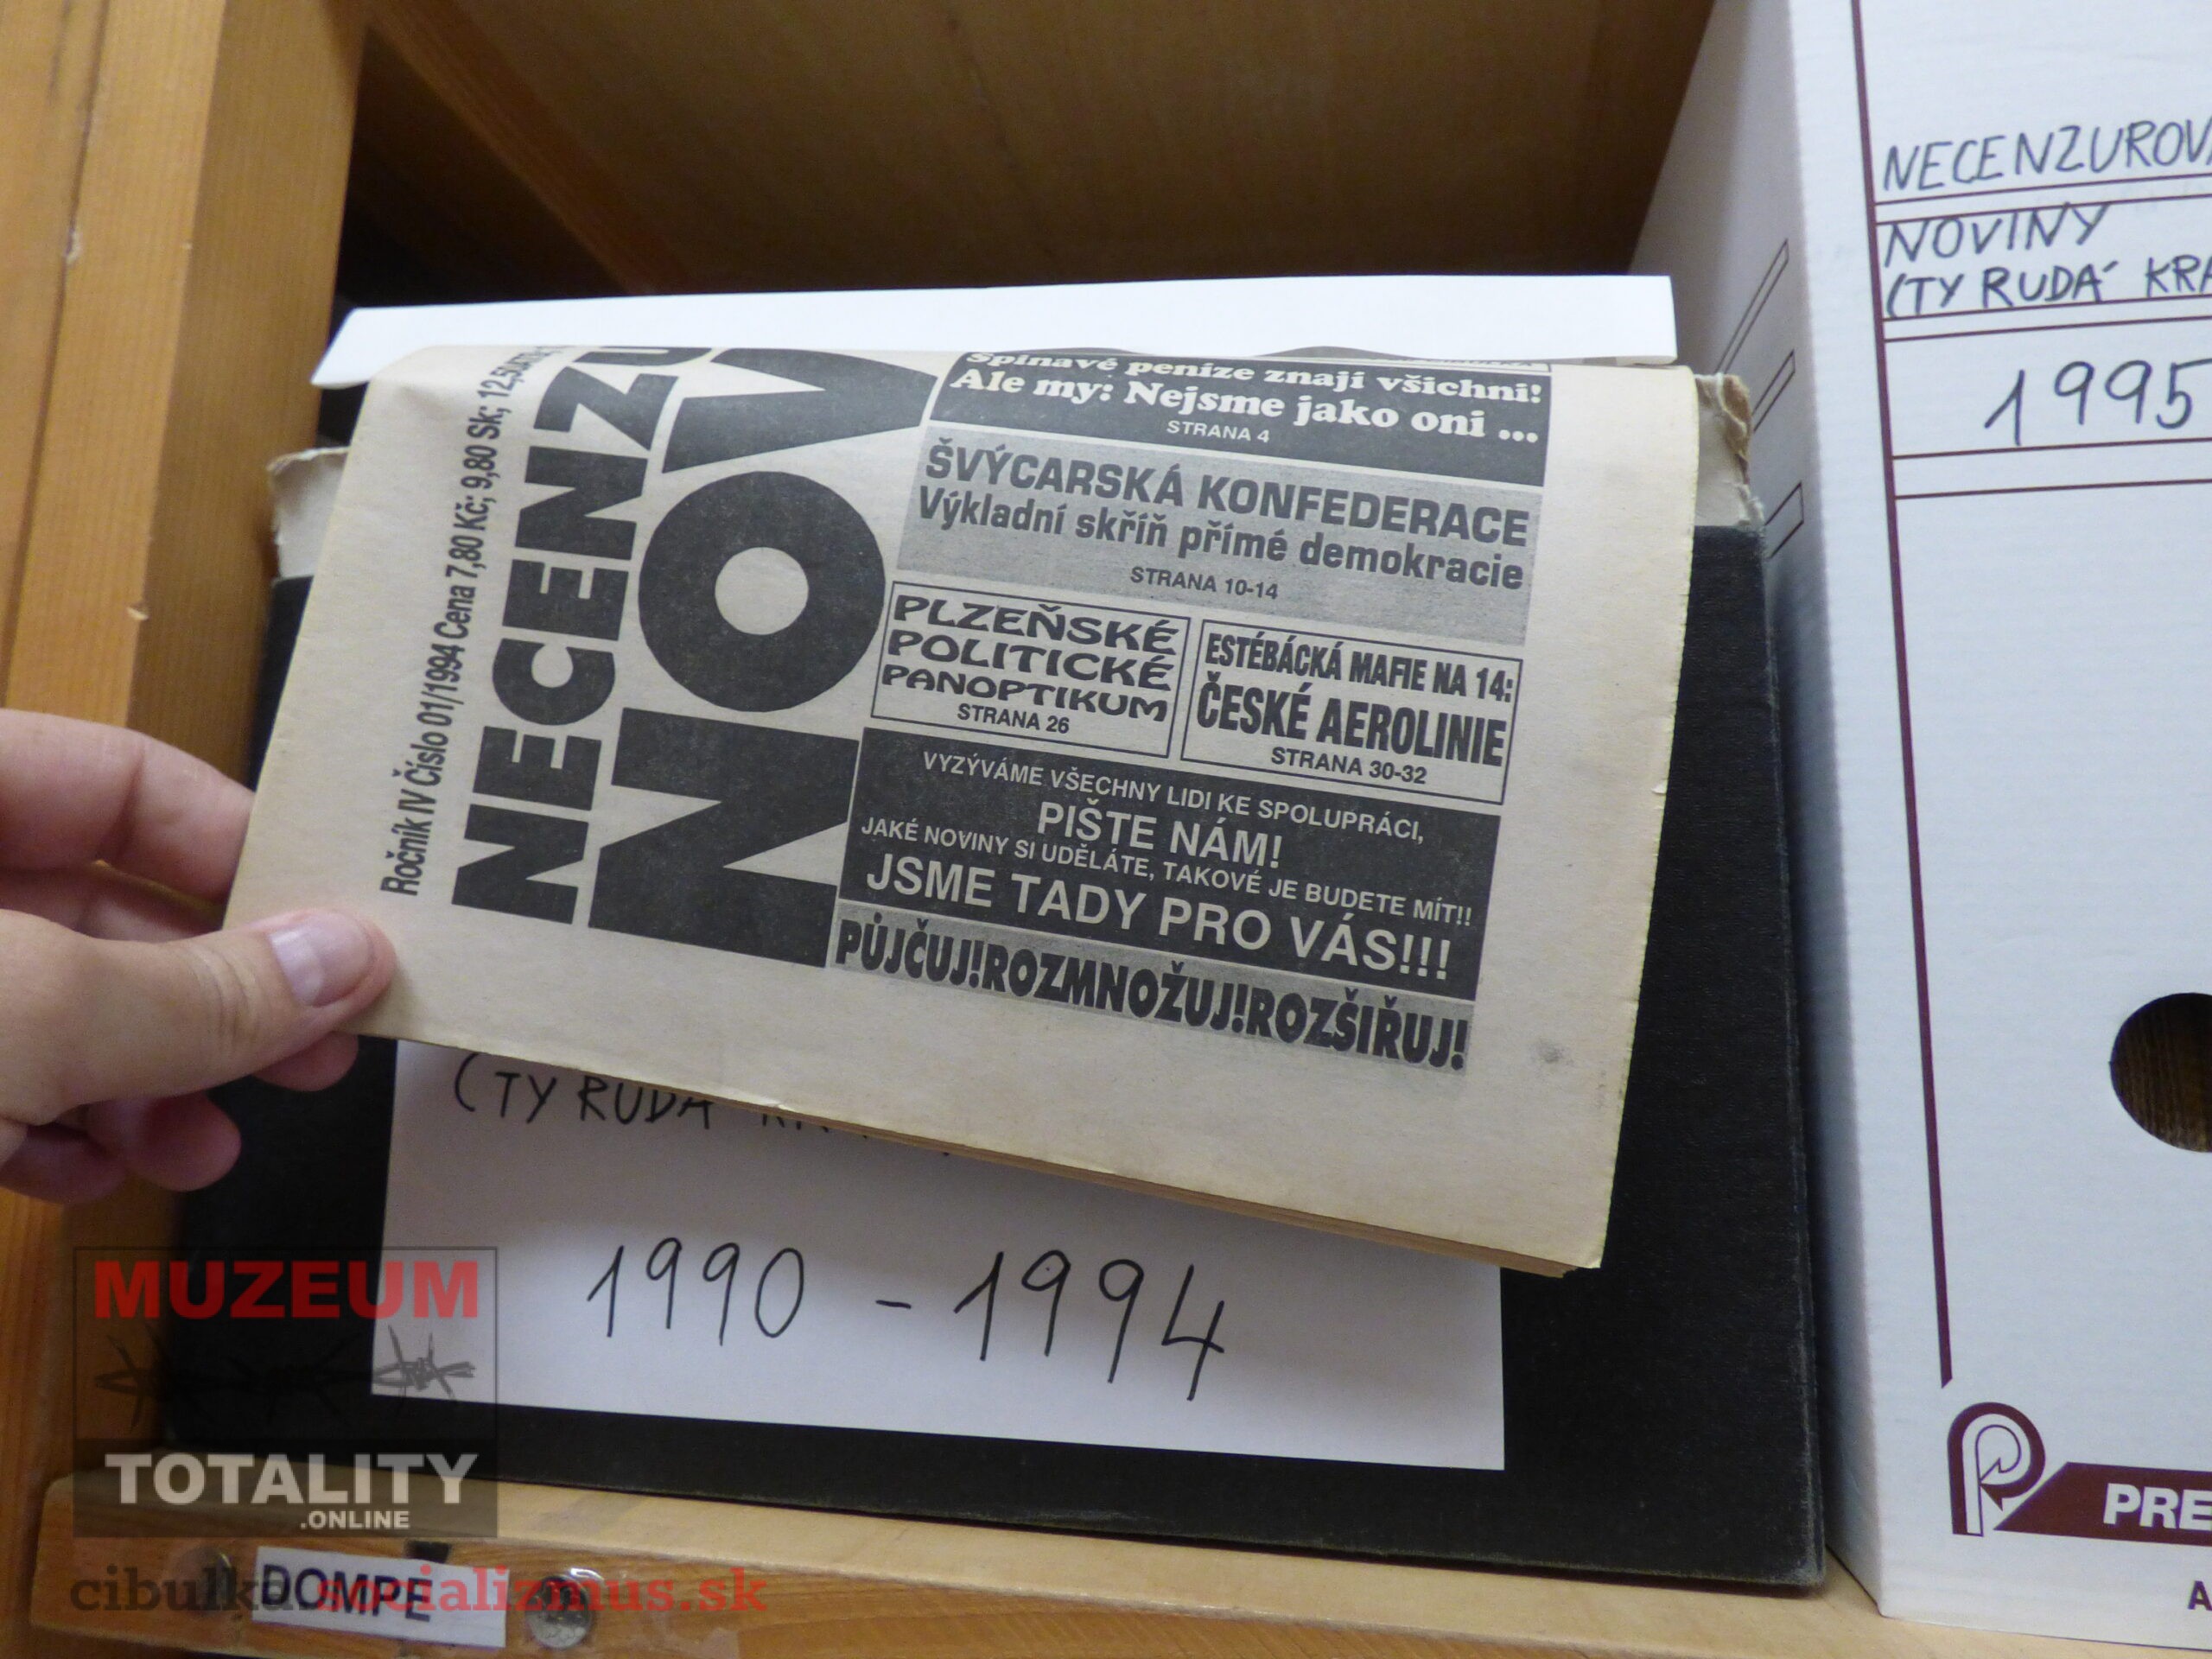 Ročník IV Číslo 01/1994 Cena 7,80 Kč; 9,80 Sk;
NECENZU
NOV
Špinavé peníze znají všichni!
Ale my: Nejsme jako oni ...
STRANA 4
ŠVÝCARSKÁ KONFEDERACE
Výkladní skříň přímé demokracie
STRANA 10-14
PLZEŇSKÉ
POLITICKÉ
PANOPTIKUM
STRANA 26
ESTÉBÁCKÁ MAFIE NA 14:
ČESKÉ AEROLINIE
STRANA 30-32
VYZÝVÁME VŠECHNY LIDI KE SPOLUPRÁCI,
PIŠTE NÁM!
JAKÉ NOVINY SI UDĚLÁTE, TAKOVÉ JE BUDETE MÍT!!
JSME TADY PRO VÁS!!!
PŮJČUJ!ROZMNOŽUJ!ROZŠIŘUJ!
(TY RUDÁ
1990 - 1994
NECENZUROV
NOVINY
(TY RUDÁ KRA
1995
PRE
MUZEUM
TOTALITY
.ONLINE
cibulka.socializmus.sk
DOMPE